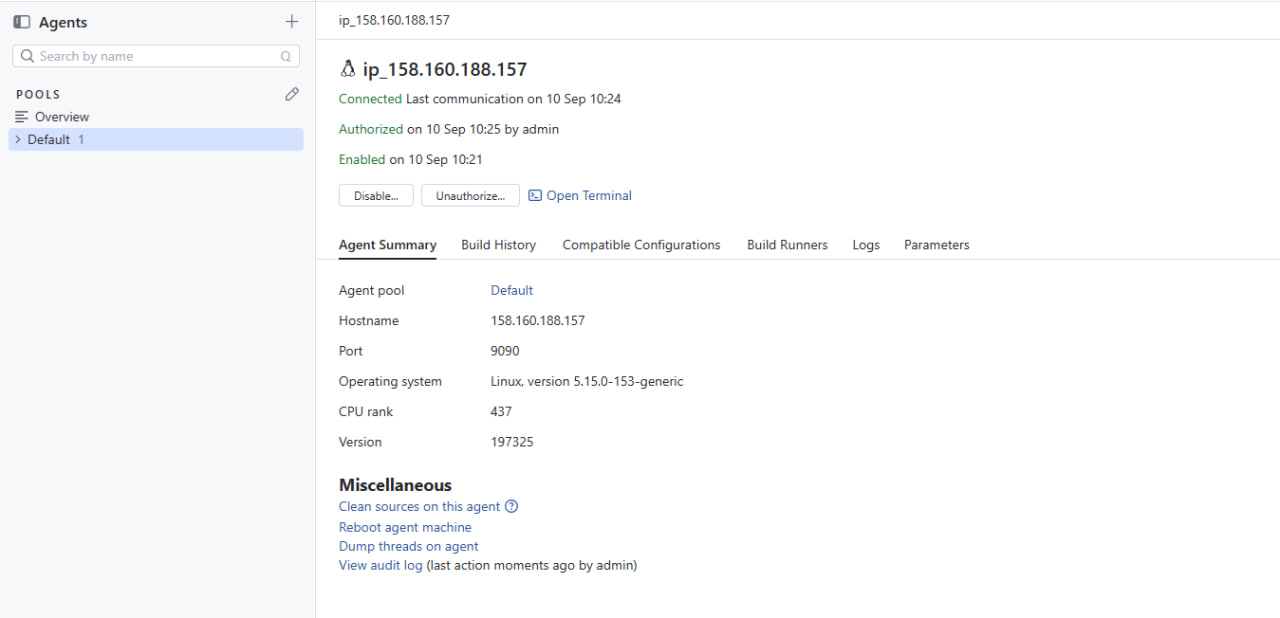 Agents
Search by name
Q
POOLS
Overview
Default 1
ip_158.160.188.157
ip_158.160.188.157
Connected Last communication on 10 Sep 10:24
Authorized on 10 Sep 10:25 by admin
Enabled on 10 Sep 10:21
Disable... Unauthorize... Open Terminal
Agent Summary Build History Compatible Configurations Build Runners Logs Parameters
Agent pool Default
Hostname 158.160.188.157
Port 9090
Operating system Linux, version 5.15.0-153-generic
CPU rank 437
Version 197325
Miscellaneous
Clean sources on this agent ?
Reboot agent machine
Dump threads on agent
View audit log (last action moments ago by admin)